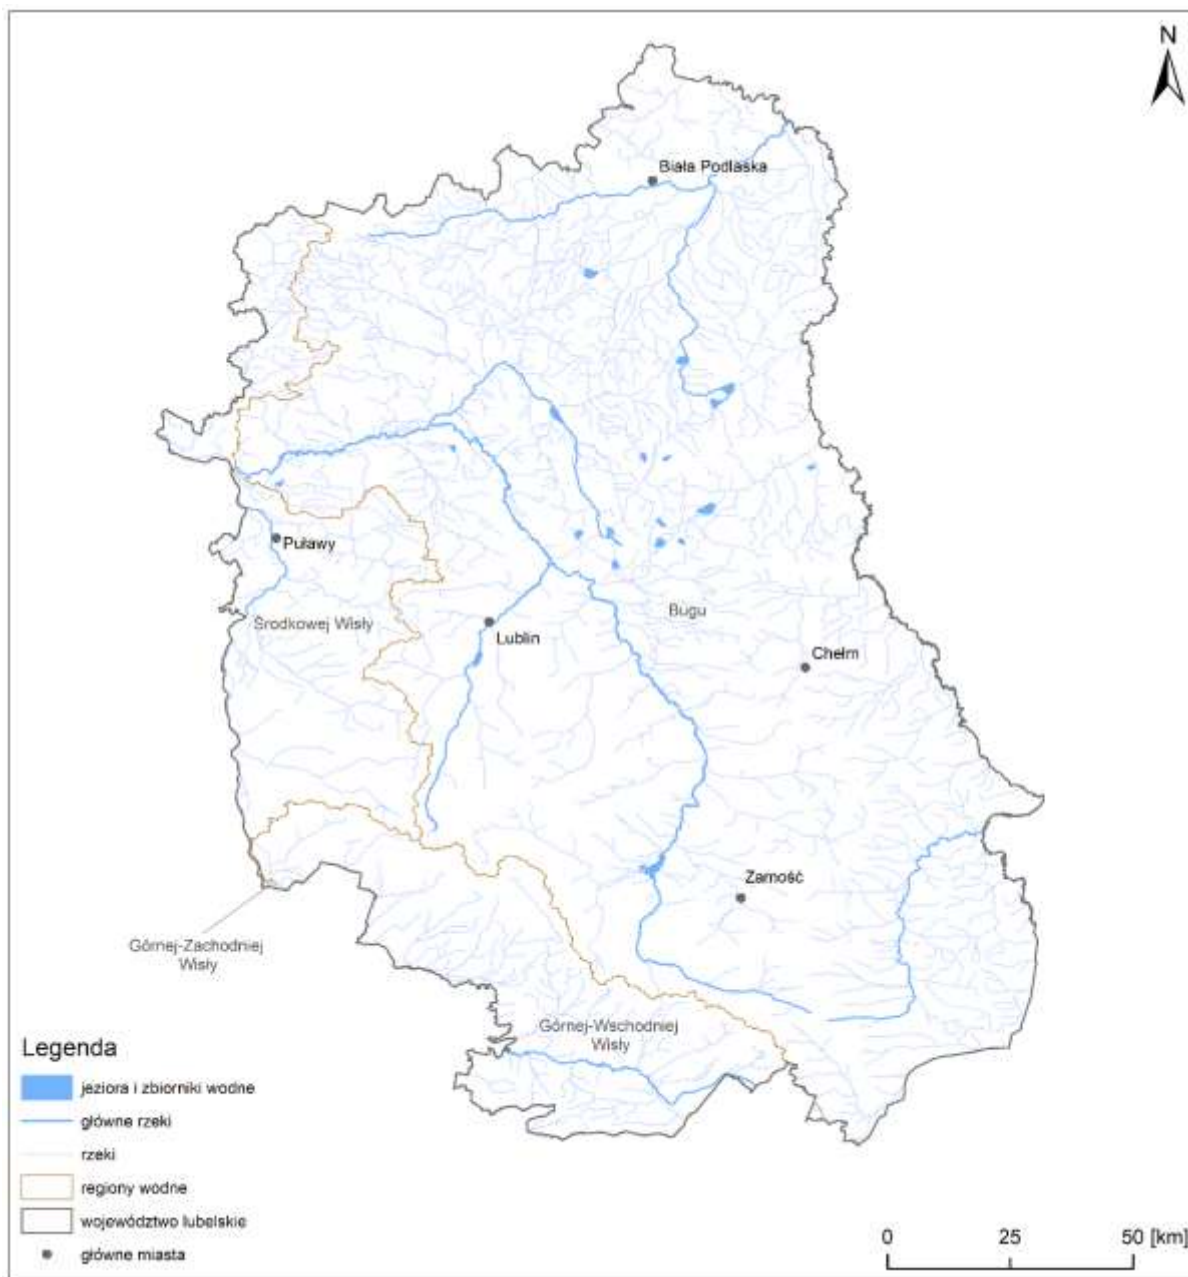 N
Biała Podlaska
Puławy
Środkowej Wisły
Lublin
Bugu
Chełm
Zamość
Górnej-Zachodniej
Wisły
Górnej-Wschodniej
Wisły
Legenda
jeziora i zbiorniki wodne
główne rzeki
rzeki
regiony wodne
województwo lubelskie
główne miasta
0 25 50 [km]